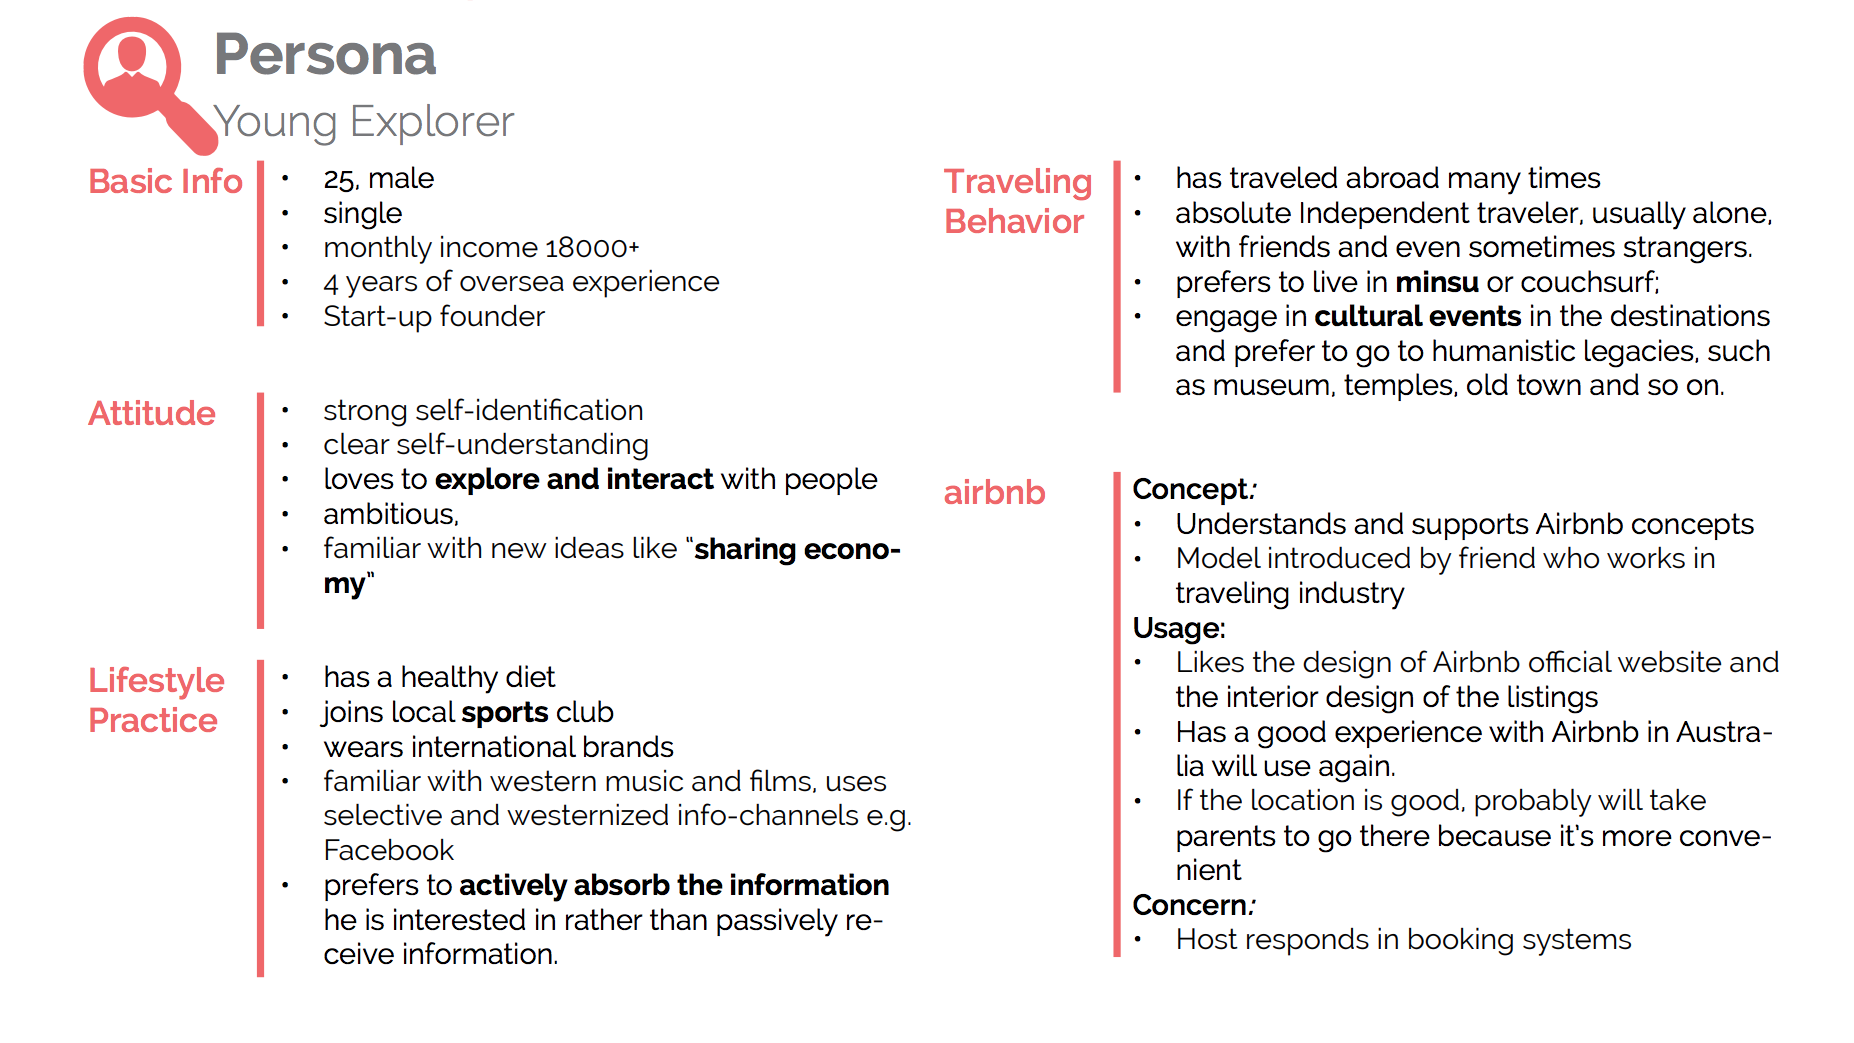 Persona
Young Explorer
Basic Info
• 25, male
• single
• monthly income 18000+
• 4 years of oversea experience
• Start-up founder
Attitude
• strong self-identification
• clear self-understanding
• loves to explore and interact with people
• ambitious,
• familiar with new ideas like “sharing econo-
my”
Lifestyle
Practice
• has a healthy diet
• joins local sports club
• wears international brands
• familiar with western music and films, uses
selective and westernized info-channels e.g.
Facebook
• prefers to actively absorb the information
he is interested in rather than passively re-
ceive information.
Traveling
Behavior
• has traveled abroad many times
• absolute Independent traveler, usually alone,
with friends and even sometimes strangers.
• prefers to live in minsu or couchsurf;
• engage in cultural events in the destinations
and prefer to go to humanistic legacies, such
as museum, temples, old town and so on.
airbnb
Concept:
• Understands and supports Airbnb concepts
• Model introduced by friend who works in
traveling industry
Usage:
• Likes the design of Airbnb official website and
the interior design of the listings
• Has a good experience with Airbnb in Austra-
lia will use again.
• If the location is good, probably will take
parents to go there because it's more conve-
nient
Concern:
• Host responds in booking systems